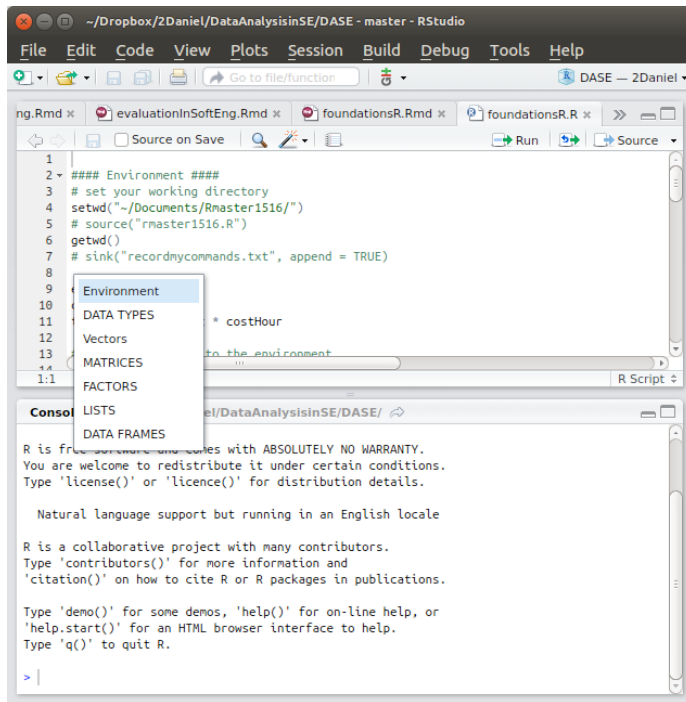 ~/Dropbox/2Daniel/DataAnalysisinSE/DASE - master - RStudio
File Edit Code View Plots Session Build Debug Tools Help
Go to file/function DASE — 2Daniel
ng.Rmd × evaluationInSoftEng.Rmd × foundationsR.Rmd × foundationsR.R ×
Source on Save Run Source
1
2 #### Environment ####
3 # set your working directory
4 setwd("~/Documents/Rmaster1516/")
5 # source("rmaster1516.R")
6 getwd()
7 # sink("recordmycommands.txt", append = TRUE)
8
9
10
11 * costHour
12
13 to the environment
14
Environment
DATA TYPES
Vectors
MATRICES
FACTORS
LISTS
DATA FRAMES
1:1 R Script
Consol el/DataAnalysisinSE/DASE/
R is free software and comes with ABSOLUTELY NO WARRANTY.
You are welcome to redistribute it under certain conditions.
Type 'license()' or 'licence()' for distribution details.
Natural language support but running in an English locale
R is a collaborative project with many contributors.
Type 'contributors()' for more information and
'citation()' on how to cite R or R packages in publications.
Type 'demo()' for some demos, 'help()' for on-line help, or
'help.start()' for an HTML browser interface to help.
Type 'q()' to quit R.
>